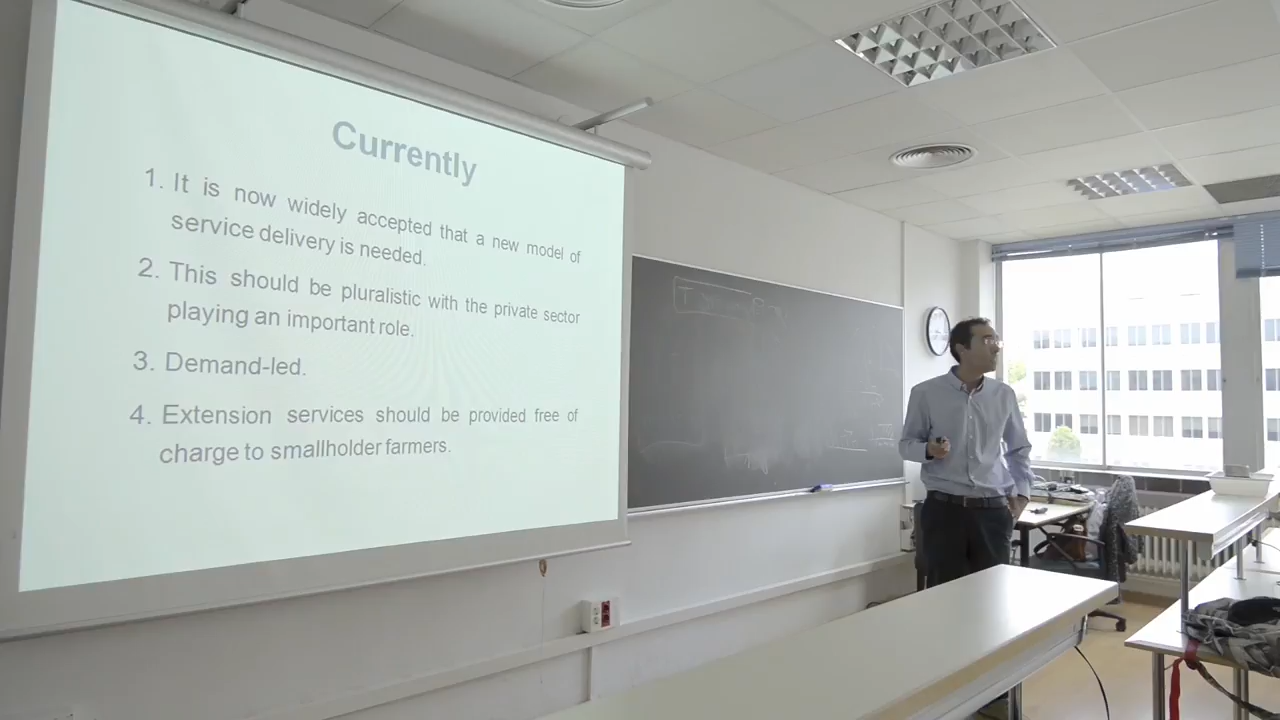 Currently
1. It is now widely accepted that a new model of
service delivery is needed.
2. This should be pluralistic with the private sector
playing an important role.
3. Demand-led.
4. Extension services should be provided free of
charge to smallholder farmers.